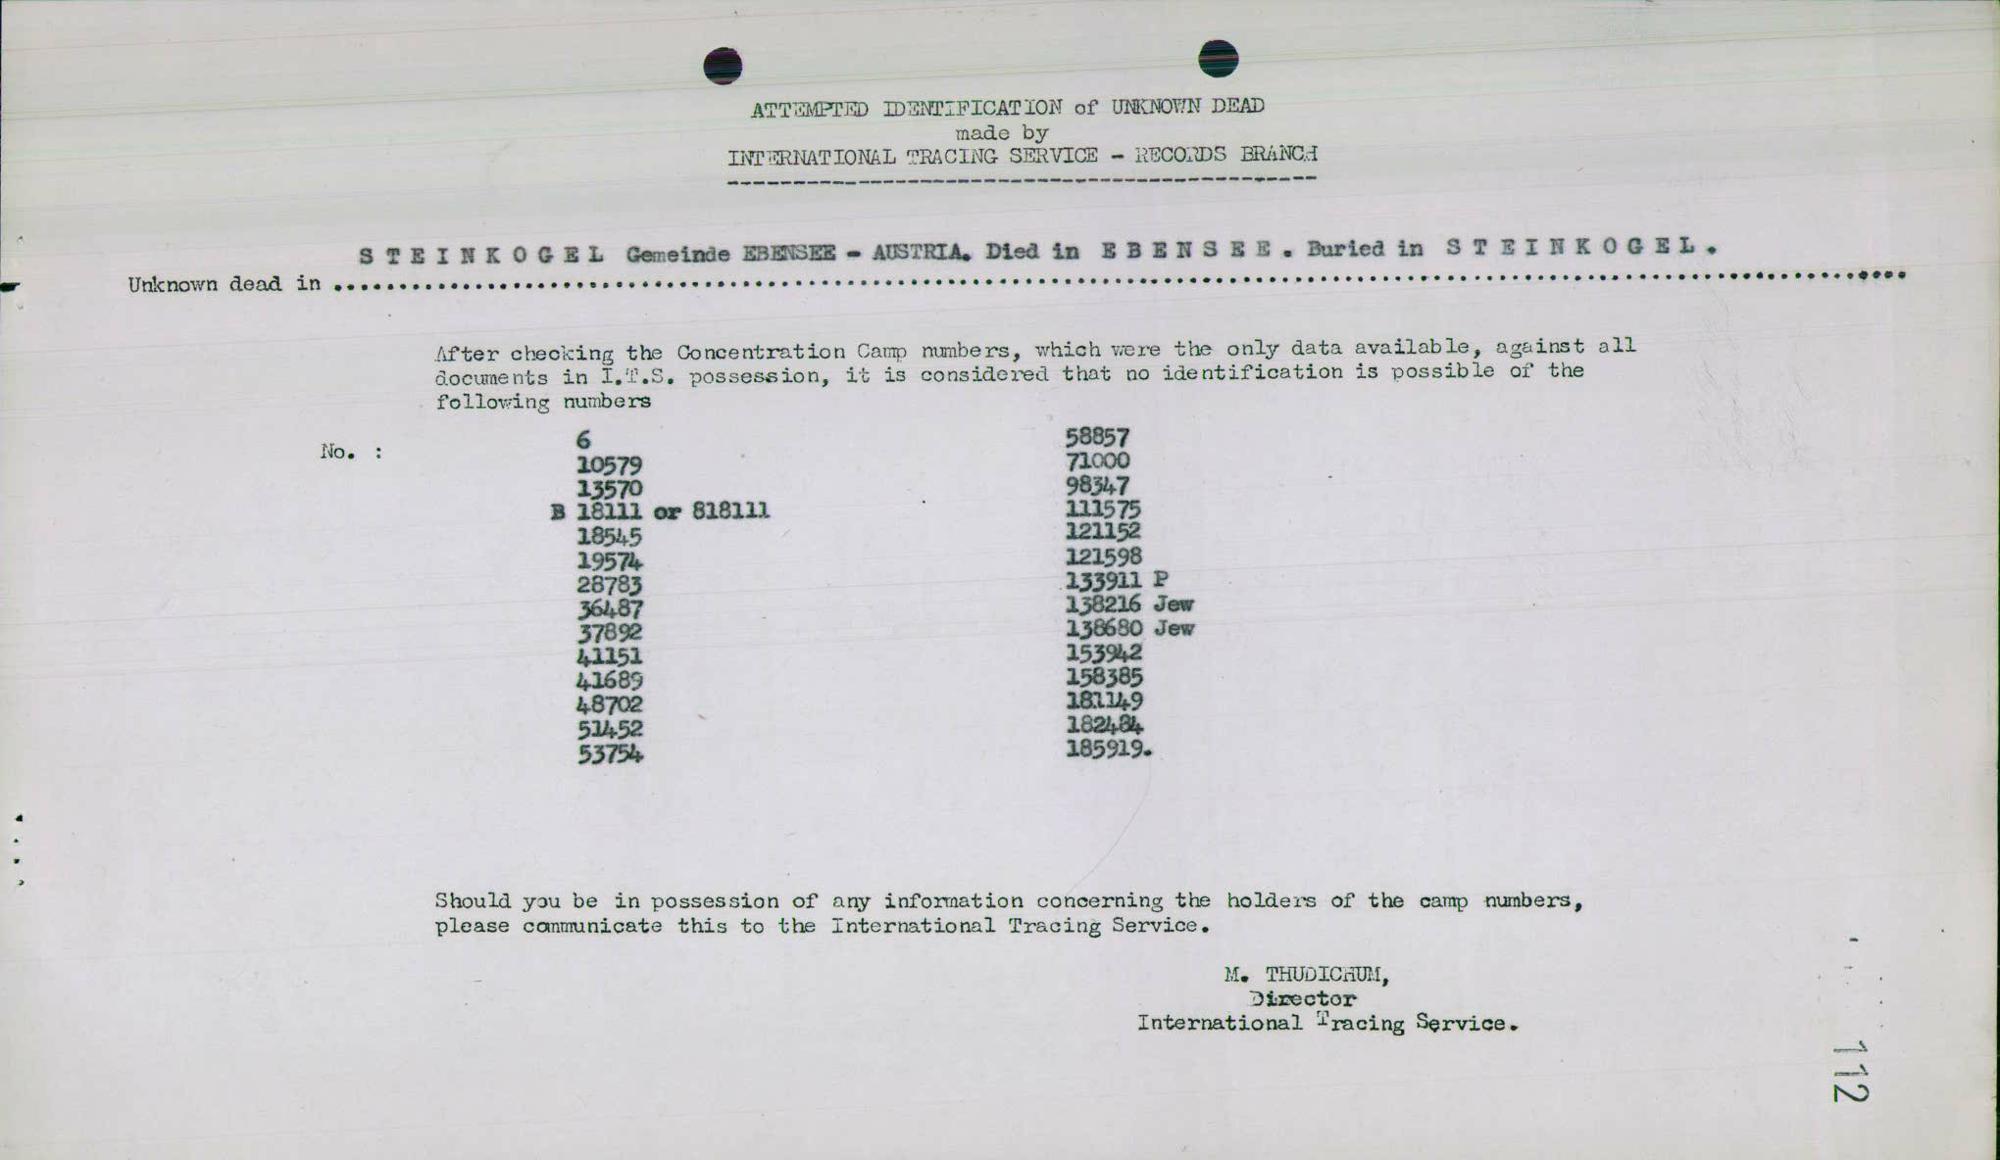 ATTEMPTED IDENTIFICATION of UNKNOWN DEAD
made by
INTERNATIONAL TRACING SERVICE - RECORDS BRANCH
STEINKOGEL Gemeinde EBENSEE - AUSTRIA. Died in EBENSEE. Buried in STEINKOGEL.
Unknown dead in
After checking the Concentration Camp numbers, which were the only data available, against all
documents in I.T.S. possession, it is considered that no identification is possible of the
following numbers
No. :
6
10579
13570
B 18111 or 818111
18545
19574
28783
36487
37892
41151
41689
48702
51452
53754
58857
71000
98347
111575
121152
121598
133911 P
138216 Jew
138680 Jew
153942
158385
181149
182484
185919.
Should you be in possession of any information concerning the holders of the camp numbers,
please communicate this to the International Tracing Service.
M. THUDICHUM,
Director
International Tracing Service.
112